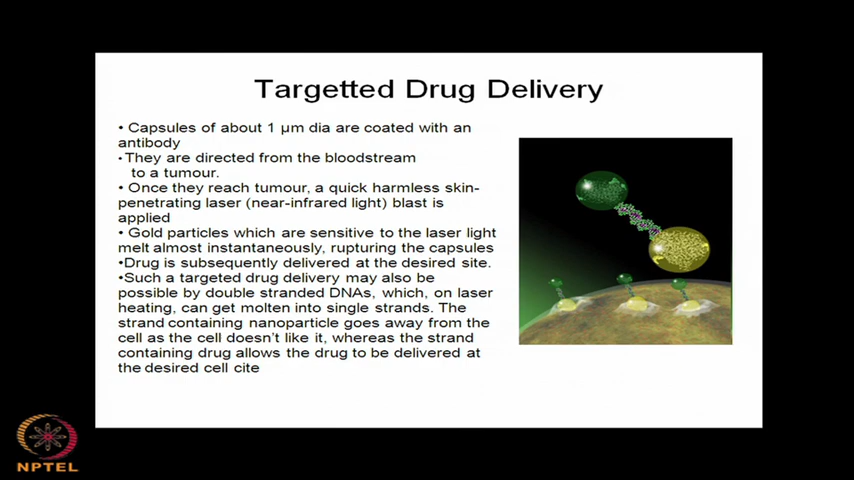 Targetted Drug Delivery
• Capsules of about 1 µm dia are coated with an
antibody
• They are directed from the bloodstream
to a tumour.
• Once they reach tumour, a quick harmless skin-
penetrating laser (near-infrared light) blast is
applied
• Gold particles which are sensitive to the laser light
melt almost instantaneously, rupturing the capsules
•Drug is subsequently delivered at the desired site.
•Such a targeted drug delivery may also be
possible by double stranded DNAs, which, on laser
heating, can get molten into single strands. The
strand containing nanoparticle goes away from the
cell as the cell doesn't like it, whereas the strand
containing drug allows the drug to be delivered at
the desired cell cite
NPTEL